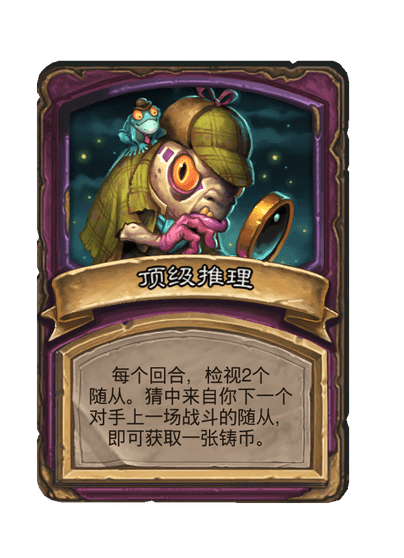 顶级推理
每个回合，检视2个
随从。猜中来自你下一个
对手上一场战斗的随从，
即可获取一张铸币。